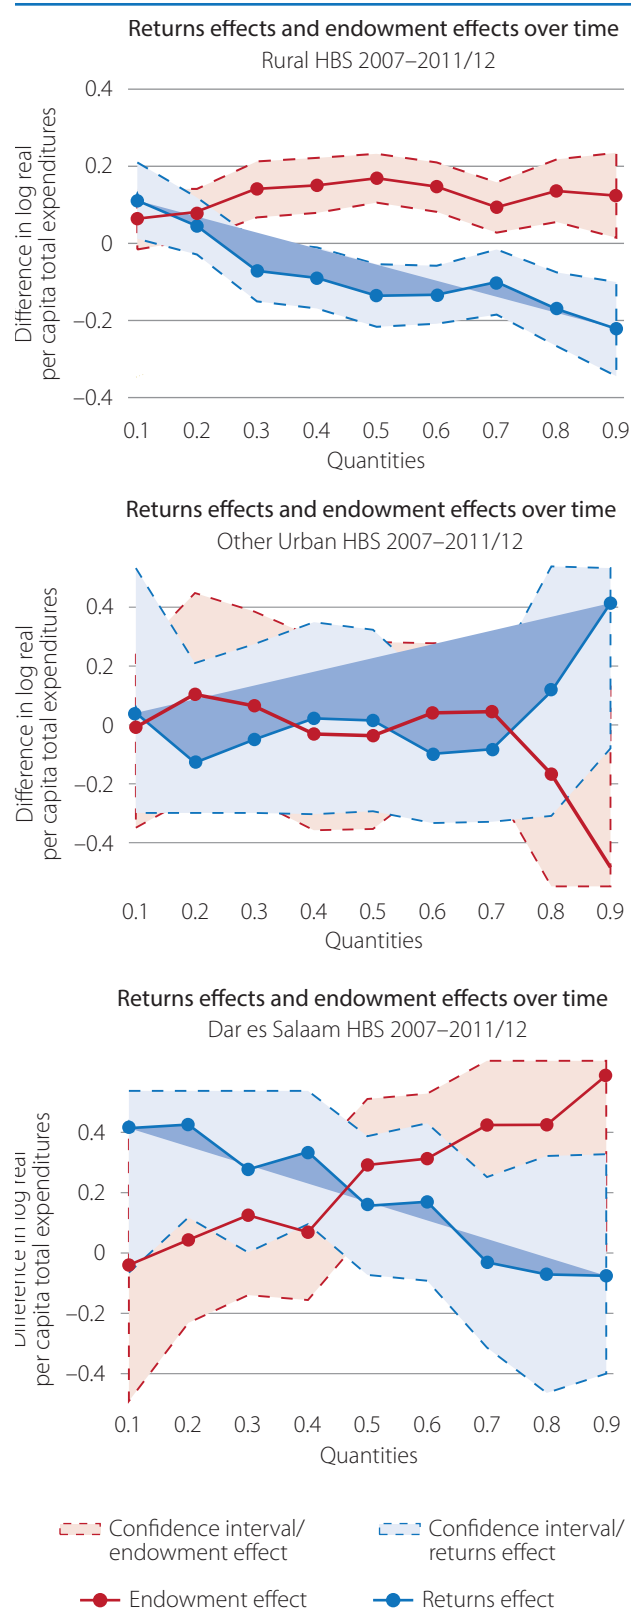 Returns effects and endowment effects over time
Rural HBS 2007–2011/12
Difference in log real
per capita total expenditures
0.4
0.2
0
–0.2
–0.4
0.1 0.2 0.3 0.4 0.5 0.6 0.7 0.8 0.9
Quantities
Returns effects and endowment effects over time
Other Urban HBS 2007–2011/12
Difference in log real
per capita total expenditures
0.4
0.2
0
–0.2
–0.4
0.1 0.2 0.3 0.4 0.5 0.6 0.7 0.8 0.9
Quantities
Returns effects and endowment effects over time
Dar es Salaam HBS 2007–2011/12
Difference in log real
per capita total expenditures
0.4
0.2
0
–0.2
–0.4
0.1 0.2 0.3 0.4 0.5 0.6 0.7 0.8 0.9
Quantities
Confidence interval/
endowment effect
Confidence interval/
returns effect
Endowment effect
Returns effect